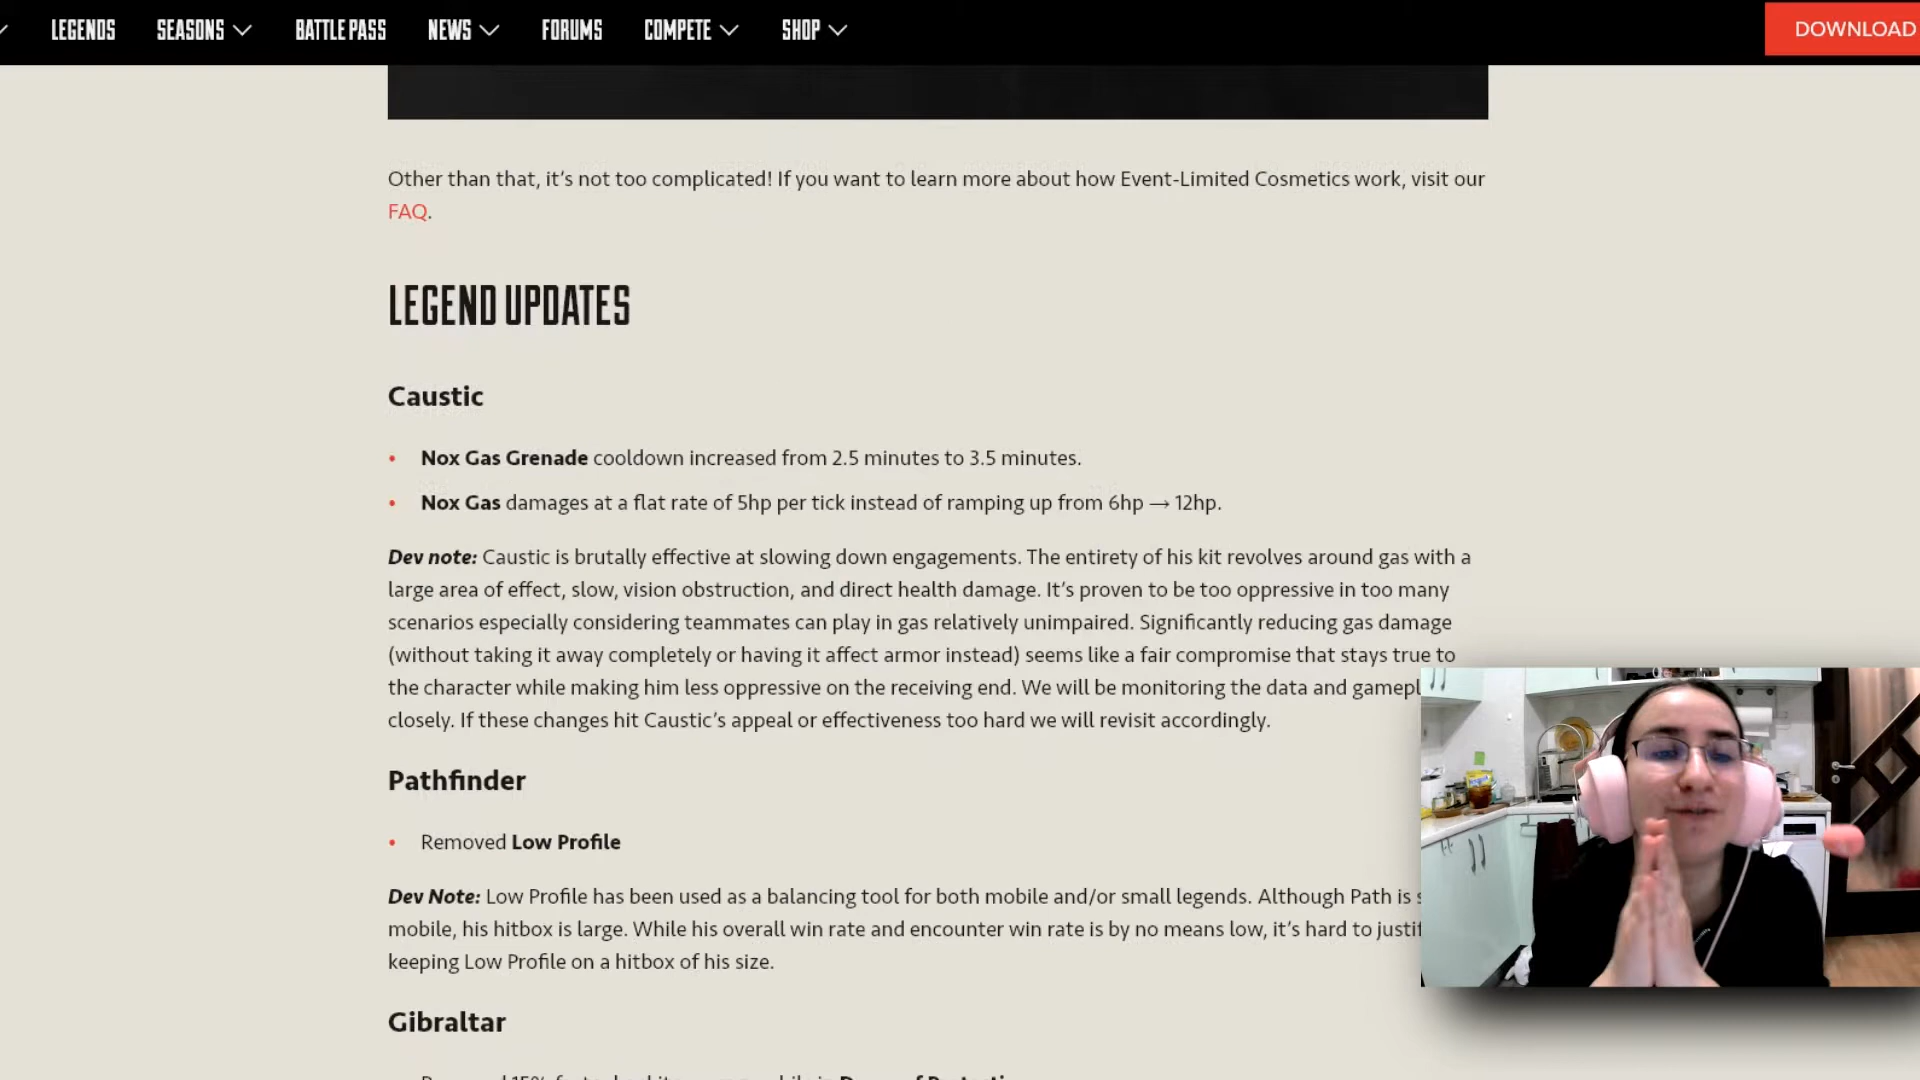 LEGENDS SEASONS BATTLE PASS NEWS FORUMS COMPETE SHOP DOWNLOAD
Other than that, it’s not too complicated! If you want to learn more about how Event-Limited Cosmetics work, visit our
FAQ.
LEGEND UPDATES
Caustic
• Nox Gas Grenade cooldown increased from 2.5 minutes to 3.5 minutes.
• Nox Gas damages at a flat rate of 5hp per tick instead of ramping up from 6hp → 12hp.
Dev note: Caustic is brutally effective at slowing down engagements. The entirety of his kit revolves around gas with a
large area of effect, slow, vision obstruction, and direct health damage. It’s proven to be too oppressive in too many
scenarios especially considering teammates can play in gas relatively unimpaired. Significantly reducing gas damage
(without taking it away completely or having it affect armor instead) seems like a fair compromise that stays true to
the character while making him less oppressive on the receiving end. We will be monitoring the data and
closely. If these changes hit Caustic’s appeal or effectiveness too hard we will revisit accordingly.
Pathfinder
• Removed Low Profile
Dev Note: Low Profile has been used as a balancing tool for both mobile and/or small legends. Although Path is
mobile, his hitbox is large. While his overall win rate and encounter win rate is by no means low, it’s hard to
keeping Low Profile on a hitbox of his size.
Gibraltar